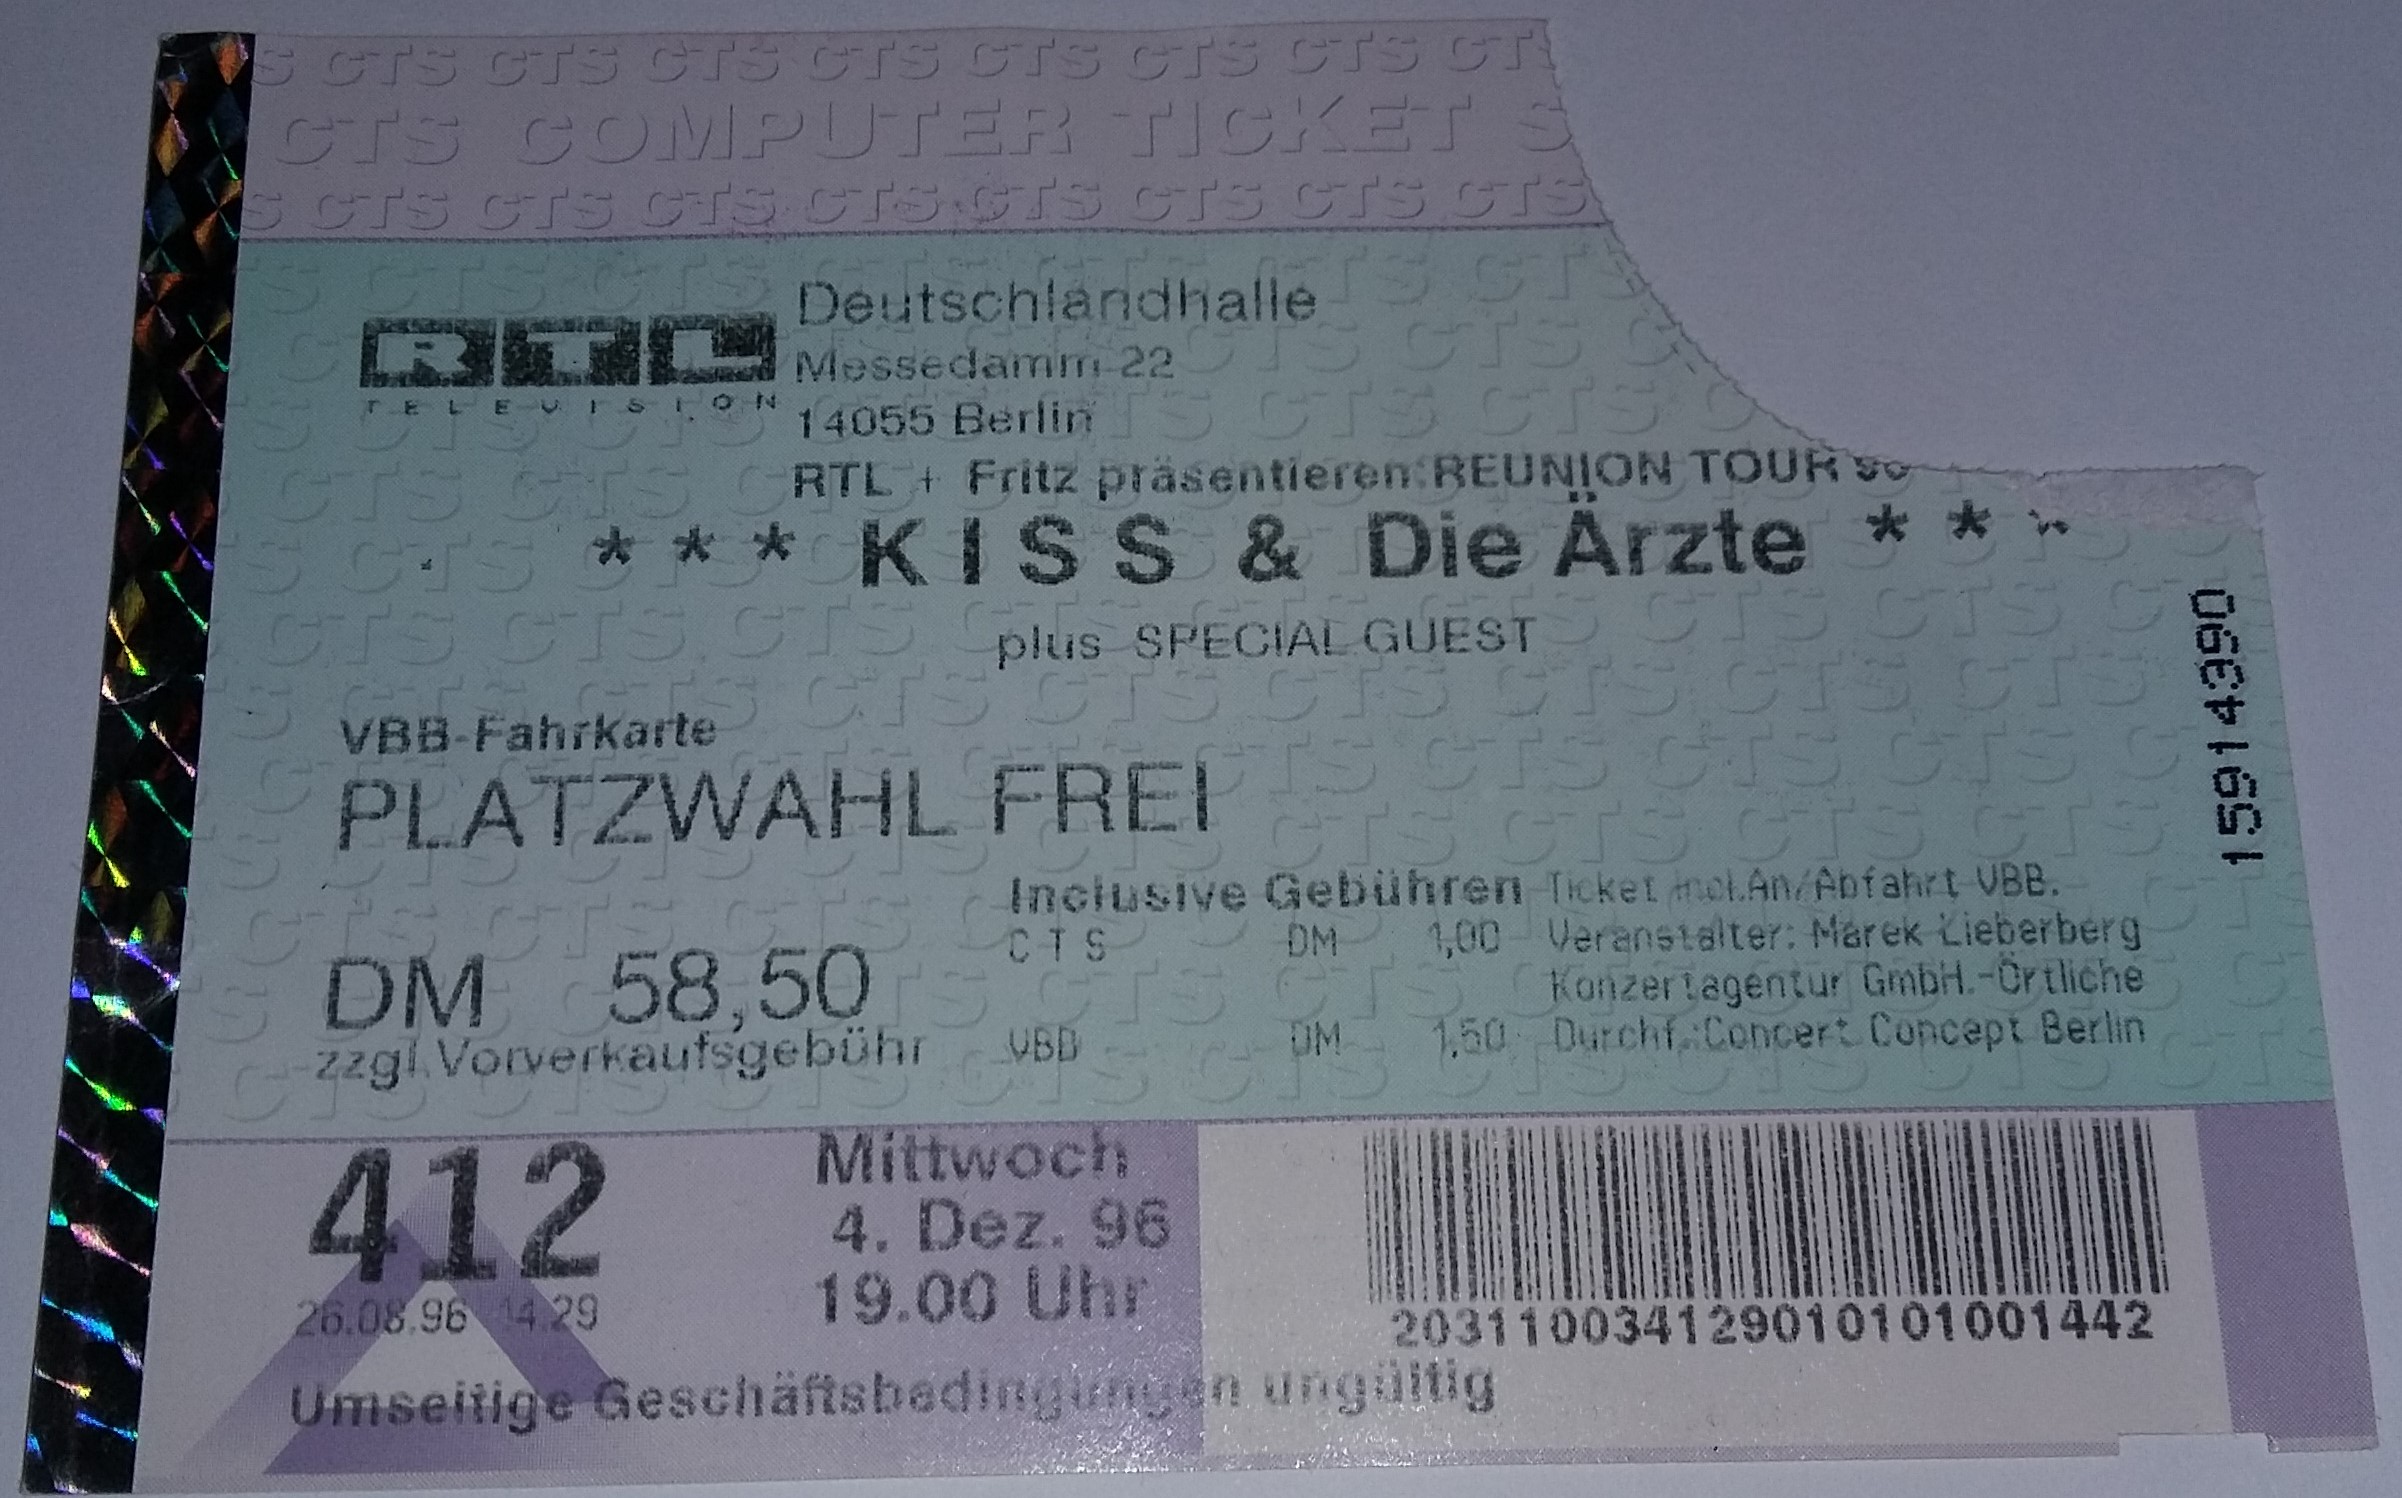 S CTS CTS CTS CTS CTS CTS CTS CTS
CTS COMPUTER TICKET S
S CTS CTS CTS CTS CTS CTS CTS CTS
RTL
TELEVISION
Deutschlandhalle
Messedamm 22
14055 Berlin
RTL + Fritz präsentieren:REUNION TOUR 96
* * * KISS & Die Ärzte * * *
plus SPECIAL GUEST
VBB-Fahrkarte
PLATZWAHL FREI
Inclusive Gebühren
CTS DM 1,00
VBB DM 1,50
Ticket incl.An/Abfahrt VBB.
Veranstalter: Marek Lieberberg
Konzertagentur GmbH.-Örtliche
Durchf.:Concert Concept Berlin
DM 58,50
zzgl.Vorverkaufsgebühr
15914390
412
26.08.96 14.29
Mittwoch
4. Dez. 96
19.00 Uhr
203110034129010101001442
Umseitige Geschäftsbedingungen ungültig